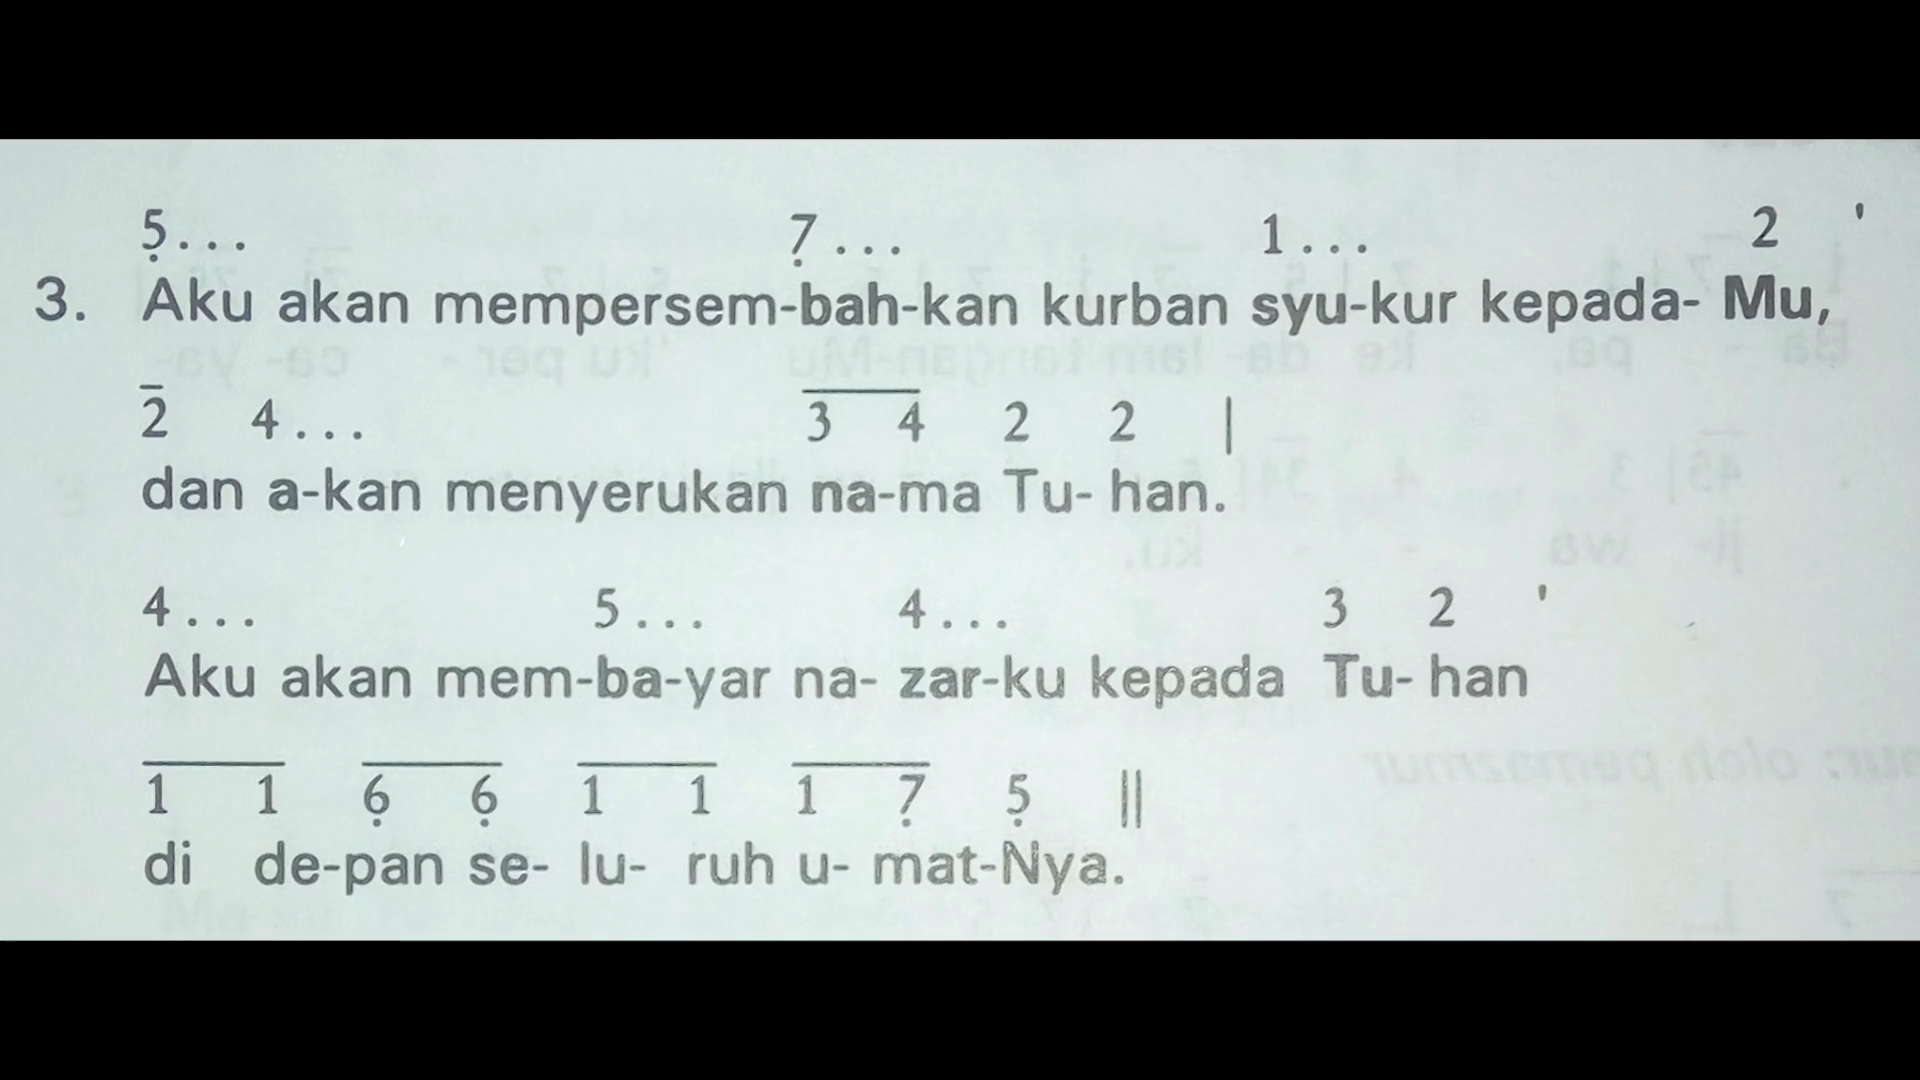 5̣... 7̣... 1... 2 '
3. Aku akan mempersem-bah-kan kurban syu-kur kepada- Mu,
2̅ 4... 3̅ 4̅ 2 2 |
dan a-kan menyerukan na-ma Tu- han.
4... 5... 4... 3 2 '
Aku akan mem-ba-yar na- zar-ku kepada Tu- han
1̅ 1̅ 6̣̅ 6̣̅ 1̅ 1̅ 1̅ 7̣̅ 5̣ ||
di de-pan se- lu- ruh u- mat-Nya.